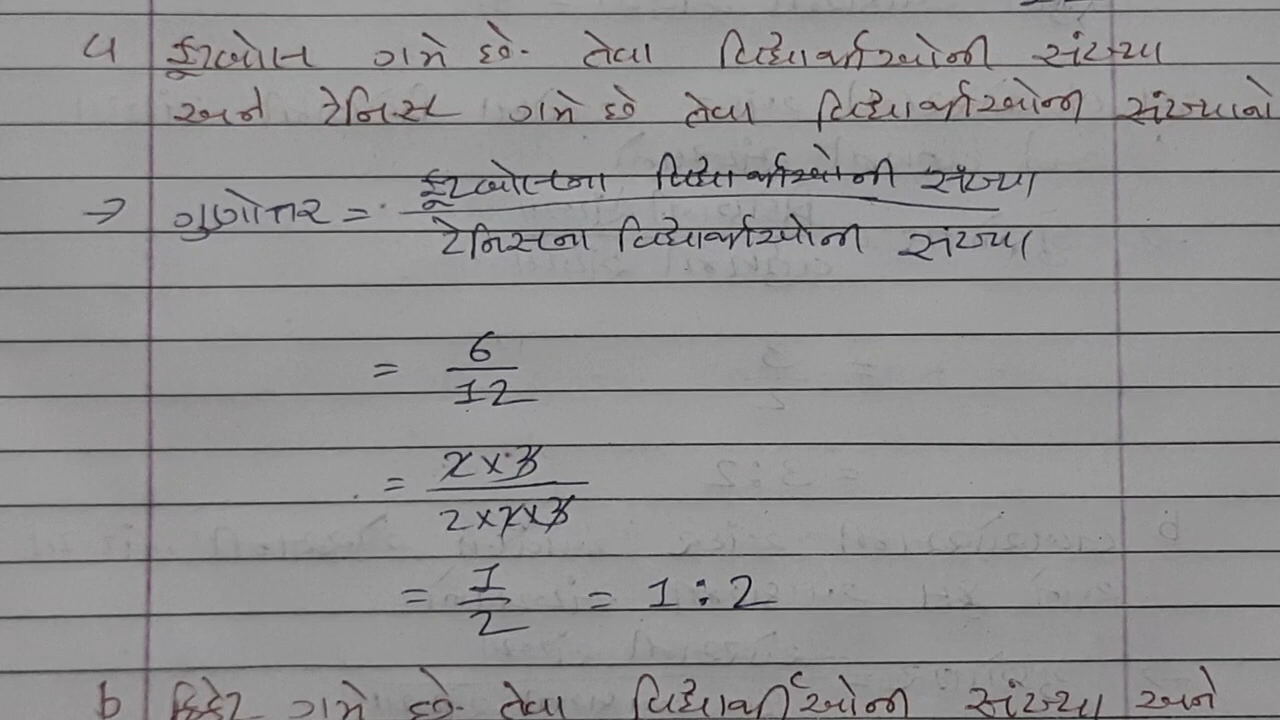 a ફૂટબોલ ગમે છે. તેવા વિદ્યાર્થીઓની સંખ્યા
અને ટેનિસ ગમે છે તેવા વિદ્યાર્થીઓની સંખ્યાનો
→ ગુણોત્તર = ફૂટબોલના વિદ્યાર્થીઓની સંખ્યા
ટેનિસના વિદ્યાર્થીઓની સંખ્યા
= 6
12
= 2 x 3
2 x 2 x 3
= 1/2 = 1 : 2
b ક્રિકેટ ગમે છે. તેવા વિદ્યાર્થીઓની સંખ્યા અને